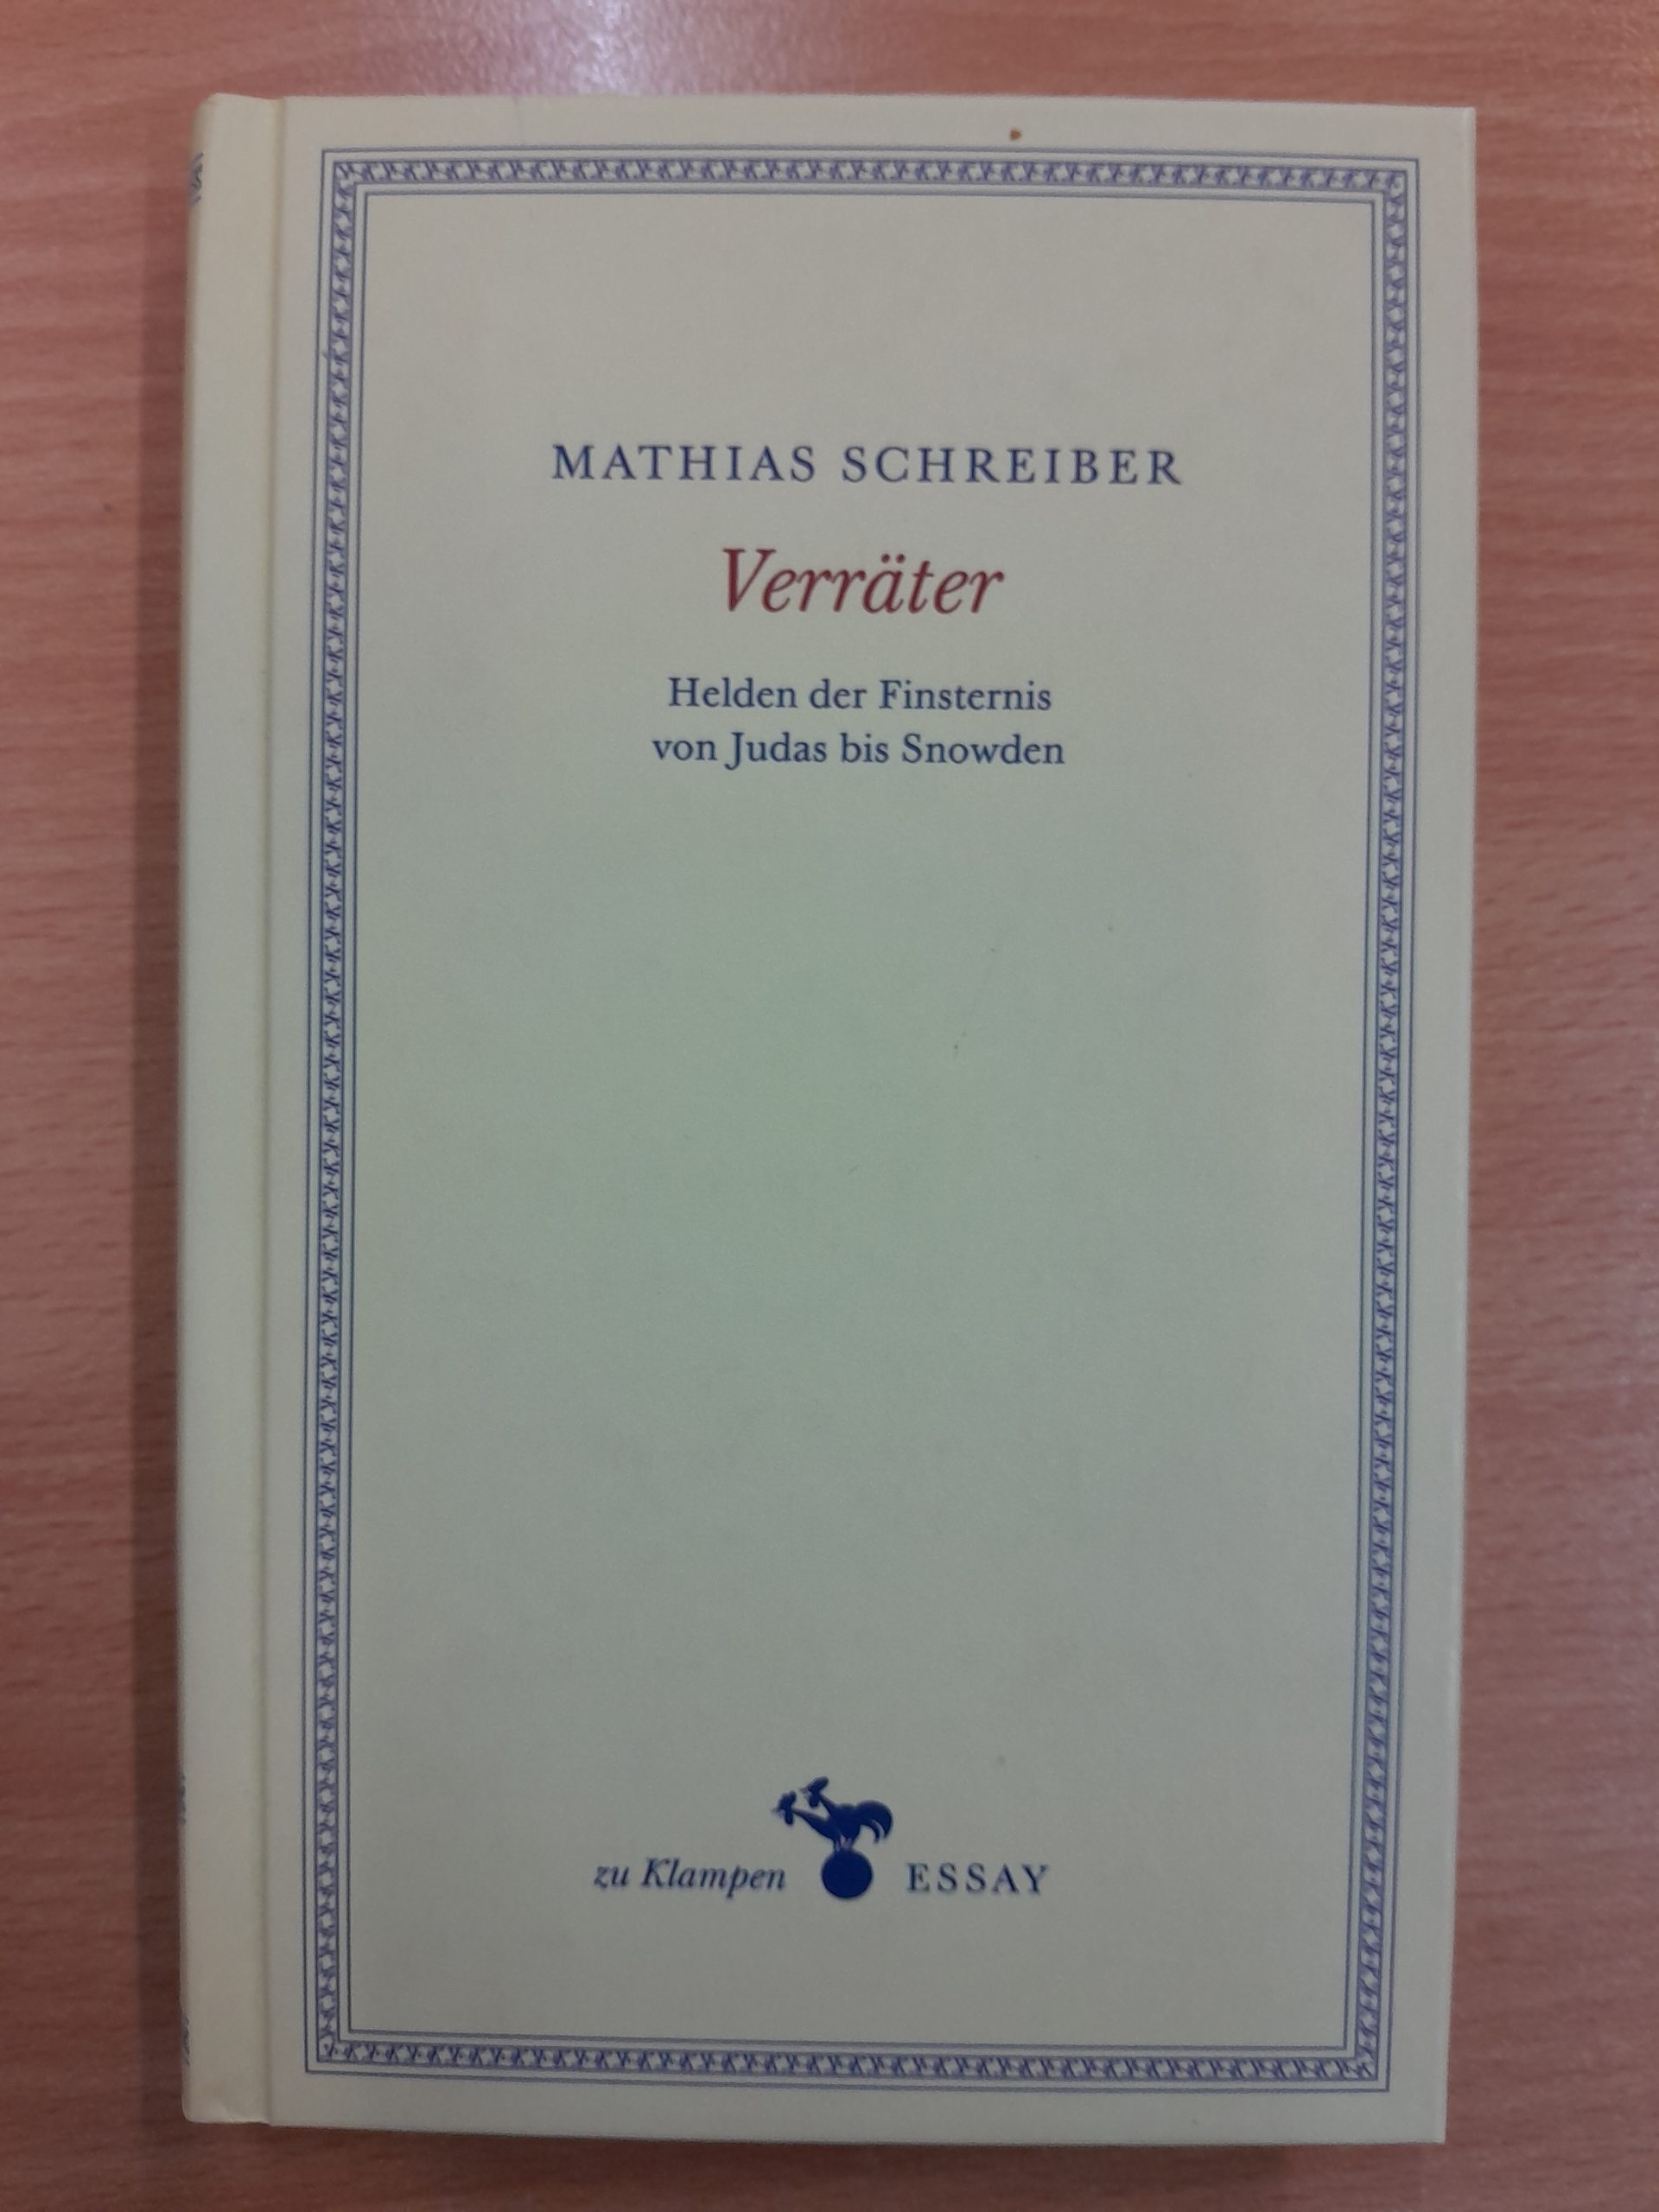 MATHIAS SCHREIBER
Verräter
Helden der Finsternis
von Judas bis Snowden
zu Klampen ESSAY